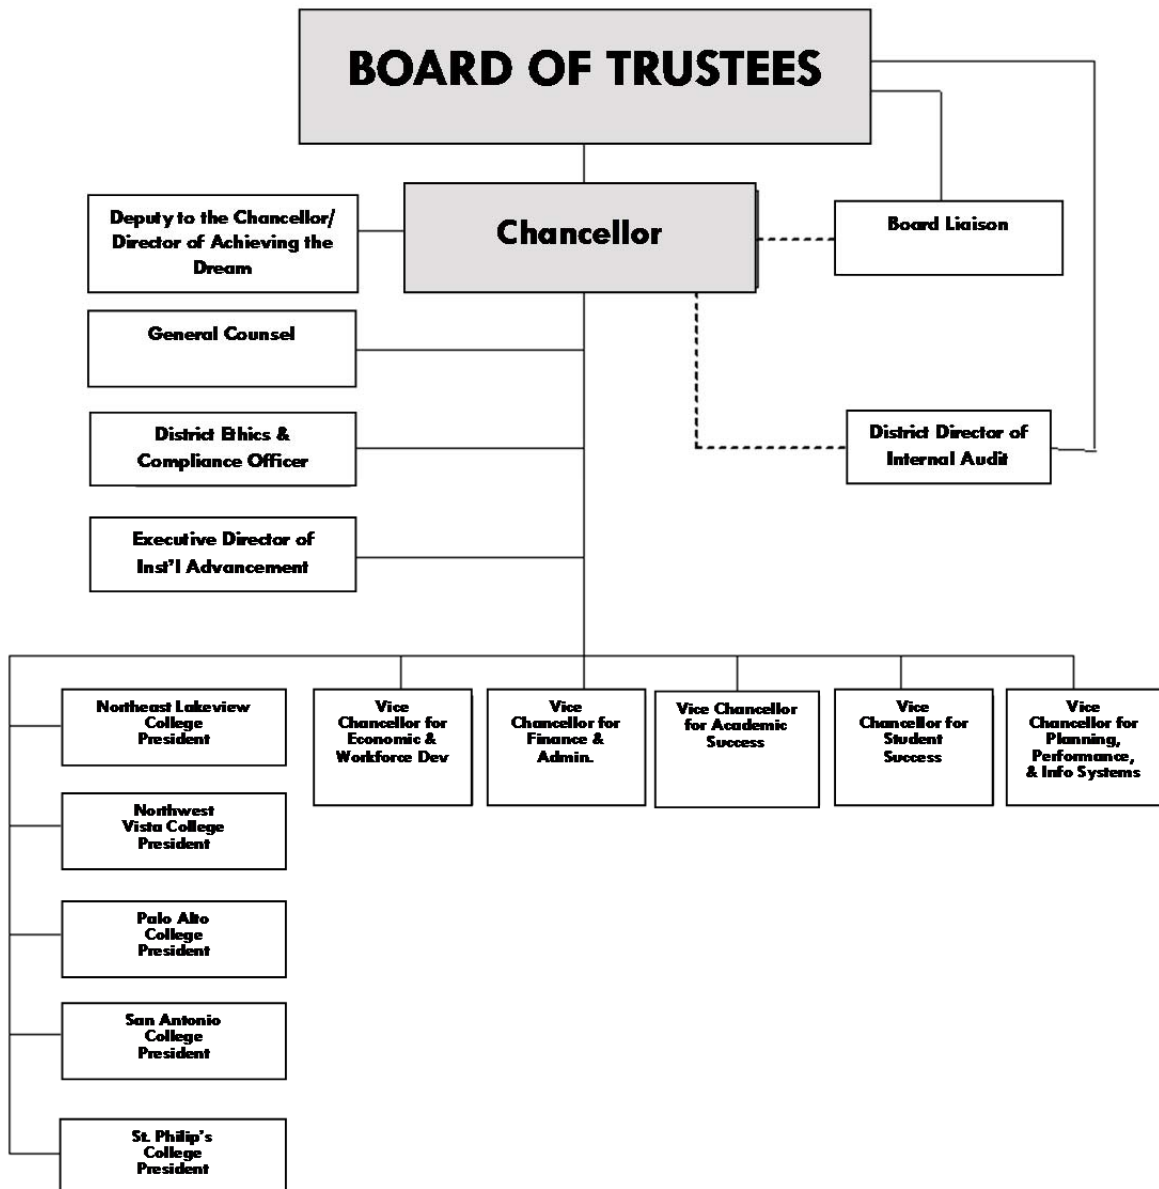 BOARD OF TRUSTEES
Deputy to the Chancellor/
Director of Achieving the
Dream
Chancellor
Board Liaison
General Counsel
District Ethics &
Compliance Officer
District Director of
Internal Audit
Executive Director of
Inst'l Advancement
Northeast Lakeview
College
President
Vice
Chancellor for
Economic &
Workforce Dev
Vice
Chancellor for
Finance &
Admin.
Vice Chancellor
for Academic
Success
Vice
Chancellor for
Student
Success
Vice
Chancellor for
Planning,
Performance,
& Info Systems
Northwest
Vista College
President
Palo Alto
College
President
San Antonio
College
President
St. Philip's
College
President